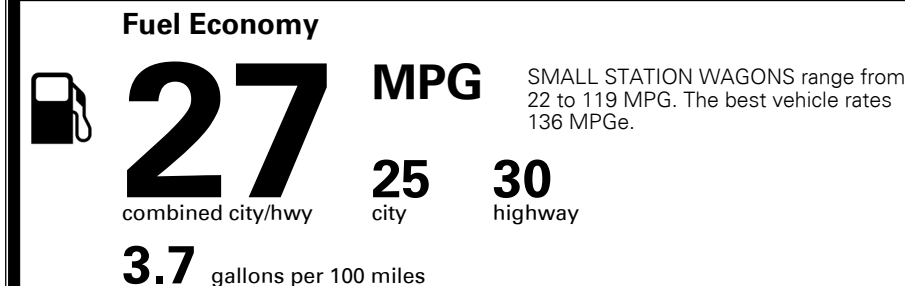 Fuel Economy
27 MPG
SMALL STATION WAGONS range from
22 to 119 MPG. The best vehicle rates
136 MPGe.
combined city/hwy
25
city
30
highway
3.7 gallons per 100 miles